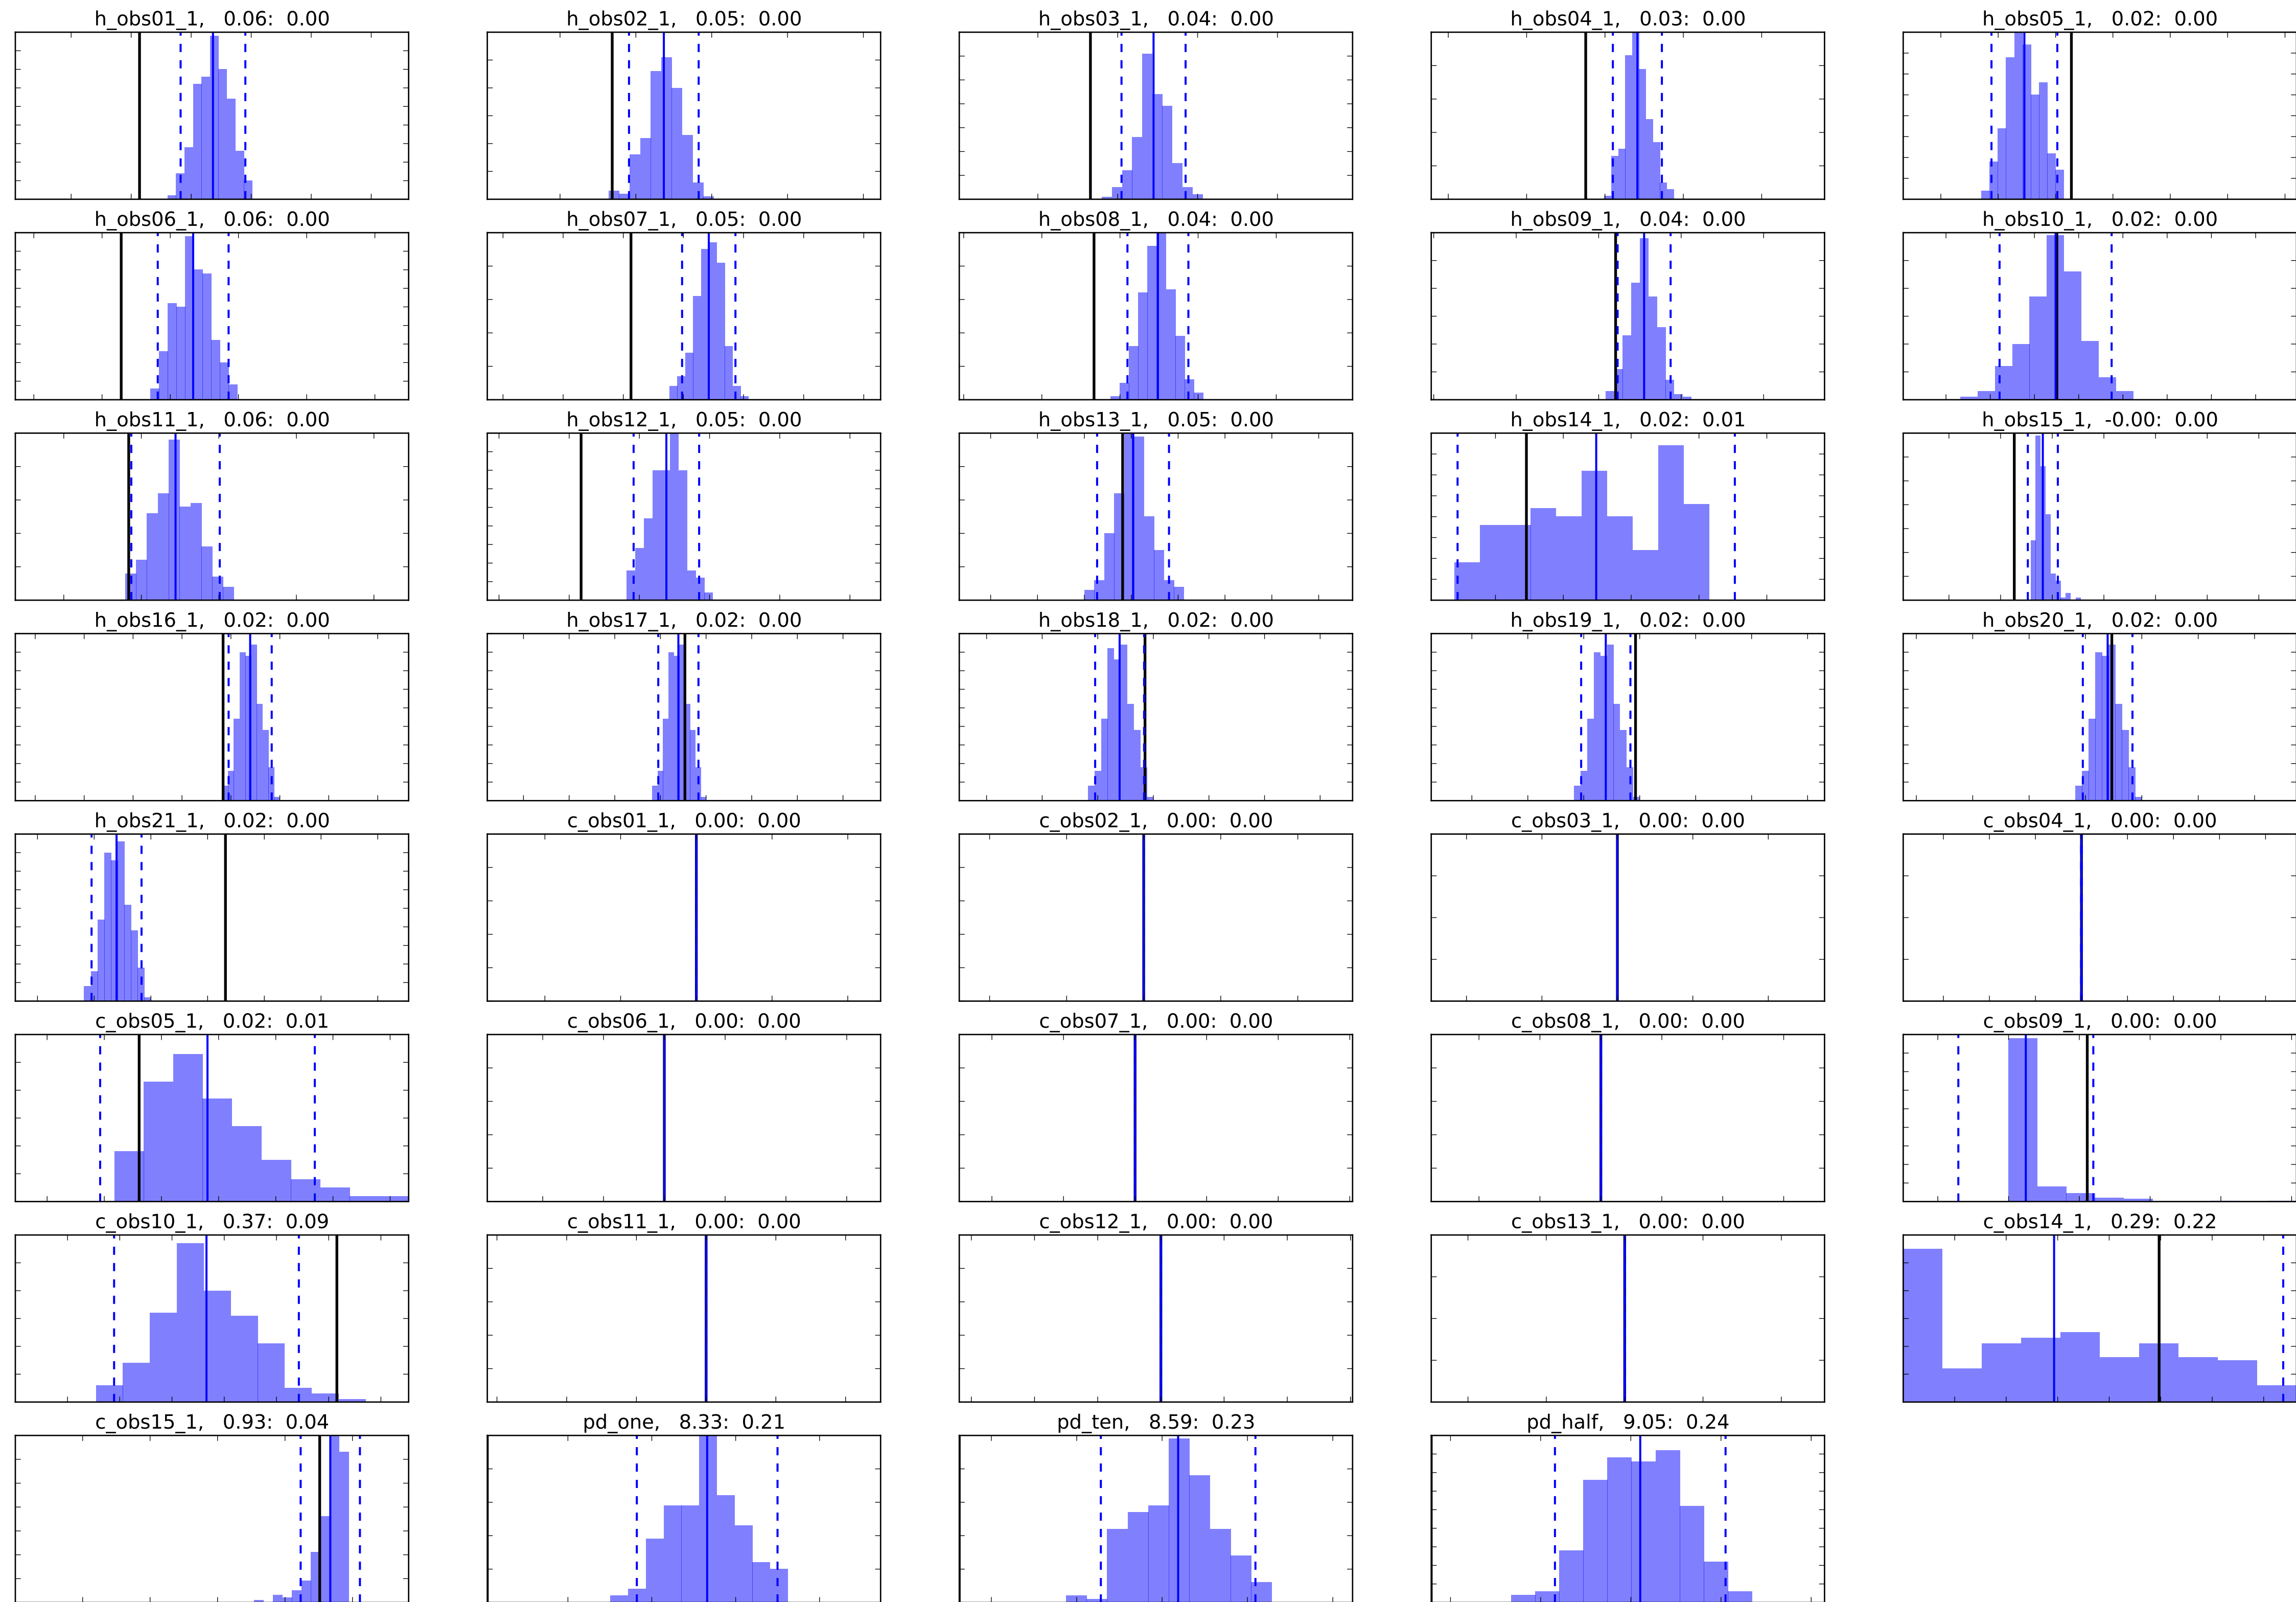 h_obs01_1, 0.06: 0.00
h_obs02_1, 0.05: 0.00
h_obs03_1, 0.04: 0.00
h_obs04_1, 0.03: 0.00
h_obs05_1, 0.02: 0.00
h_obs06_1, 0.06: 0.00
h_obs07_1, 0.05: 0.00
h_obs08_1, 0.04: 0.00
h_obs09_1, 0.04: 0.00
h_obs10_1, 0.02: 0.00
h_obs11_1, 0.06: 0.00
h_obs12_1, 0.05: 0.00
h_obs13_1, 0.05: 0.00
h_obs14_1, 0.02: 0.01
h_obs15_1, -0.00: 0.00
h_obs16_1, 0.02: 0.00
h_obs17_1, 0.02: 0.00
h_obs18_1, 0.02: 0.00
h_obs19_1, 0.02: 0.00
h_obs20_1, 0.02: 0.00
h_obs21_1, 0.02: 0.00
c_obs01_1, 0.00: 0.00
c_obs02_1, 0.00: 0.00
c_obs03_1, 0.00: 0.00
c_obs04_1, 0.00: 0.00
c_obs05_1, 0.02: 0.01
c_obs06_1, 0.00: 0.00
c_obs07_1, 0.00: 0.00
c_obs08_1, 0.00: 0.00
c_obs09_1, 0.00: 0.00
c_obs10_1, 0.37: 0.09
c_obs11_1, 0.00: 0.00
c_obs12_1, 0.00: 0.00
c_obs13_1, 0.00: 0.00
c_obs14_1, 0.29: 0.22
c_obs15_1, 0.93: 0.04
pd_one, 8.33: 0.21
pd_ten, 8.59: 0.23
pd_half, 9.05: 0.24